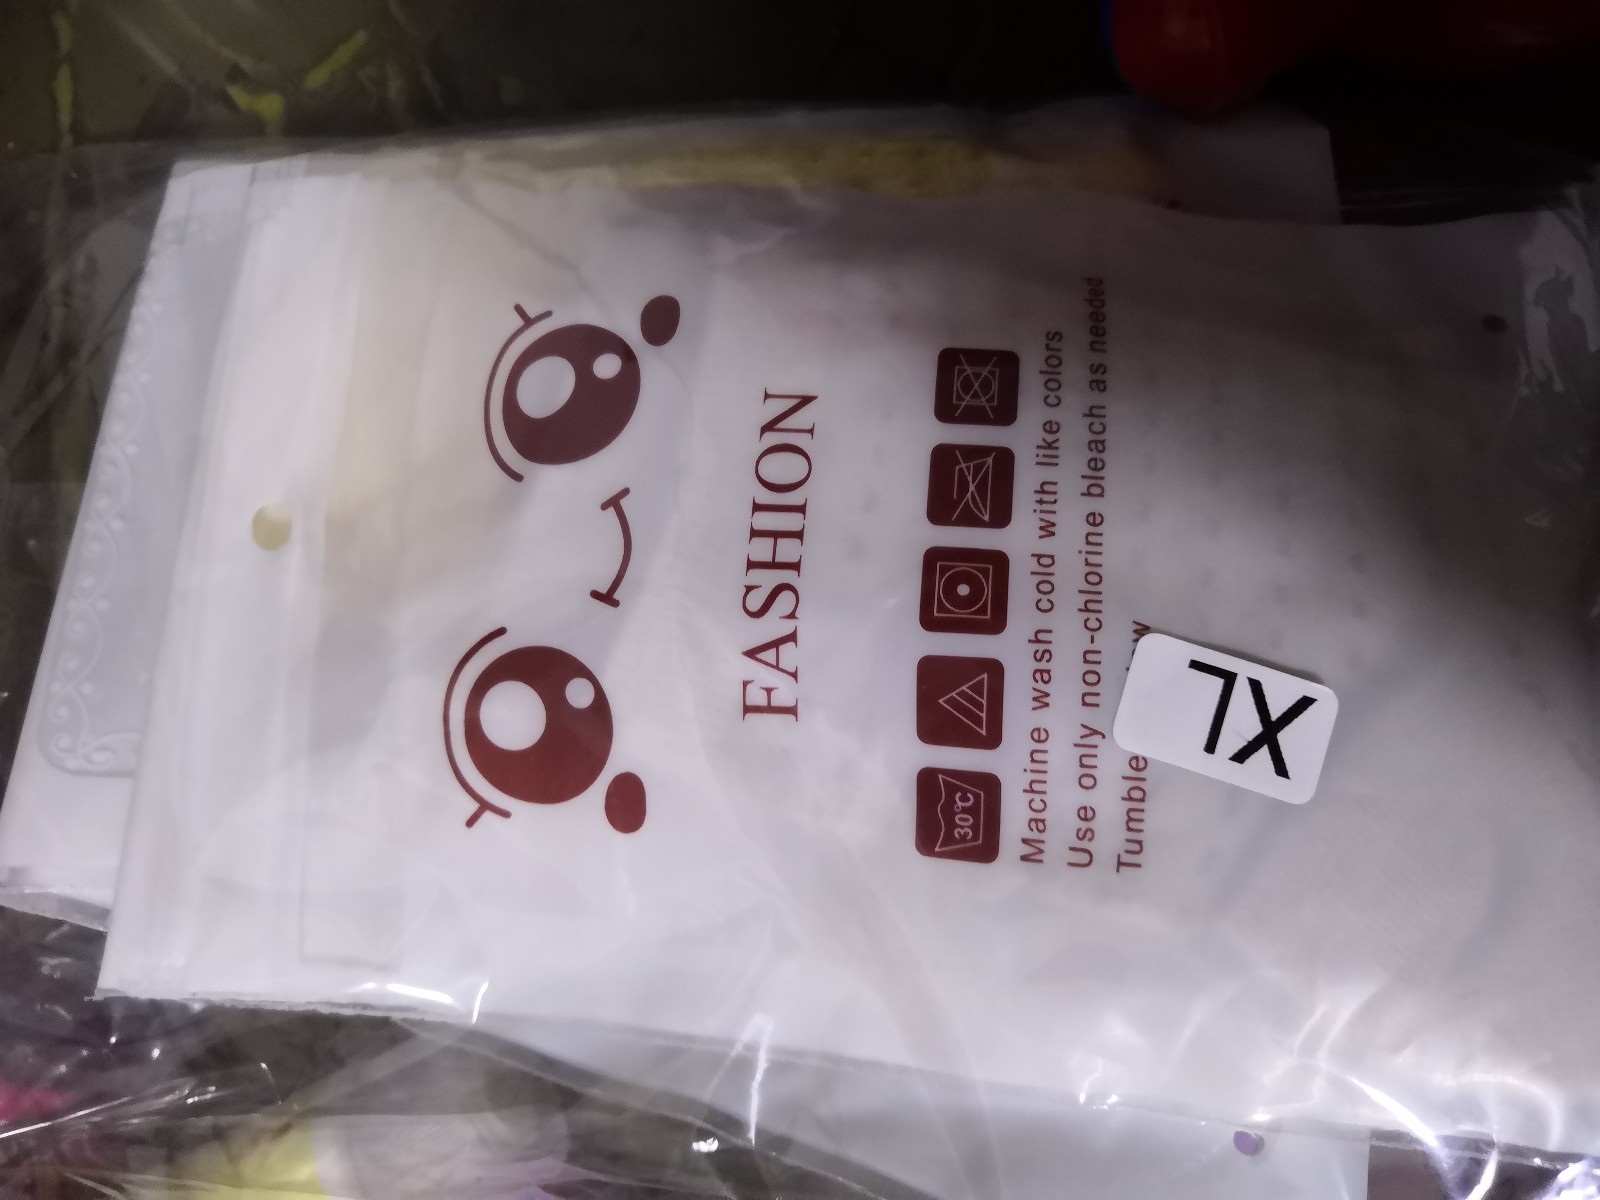 FASHION
30℃
Machine wash cold with like colors
Use only non-chlorine bleach as needed
Tumble
XL